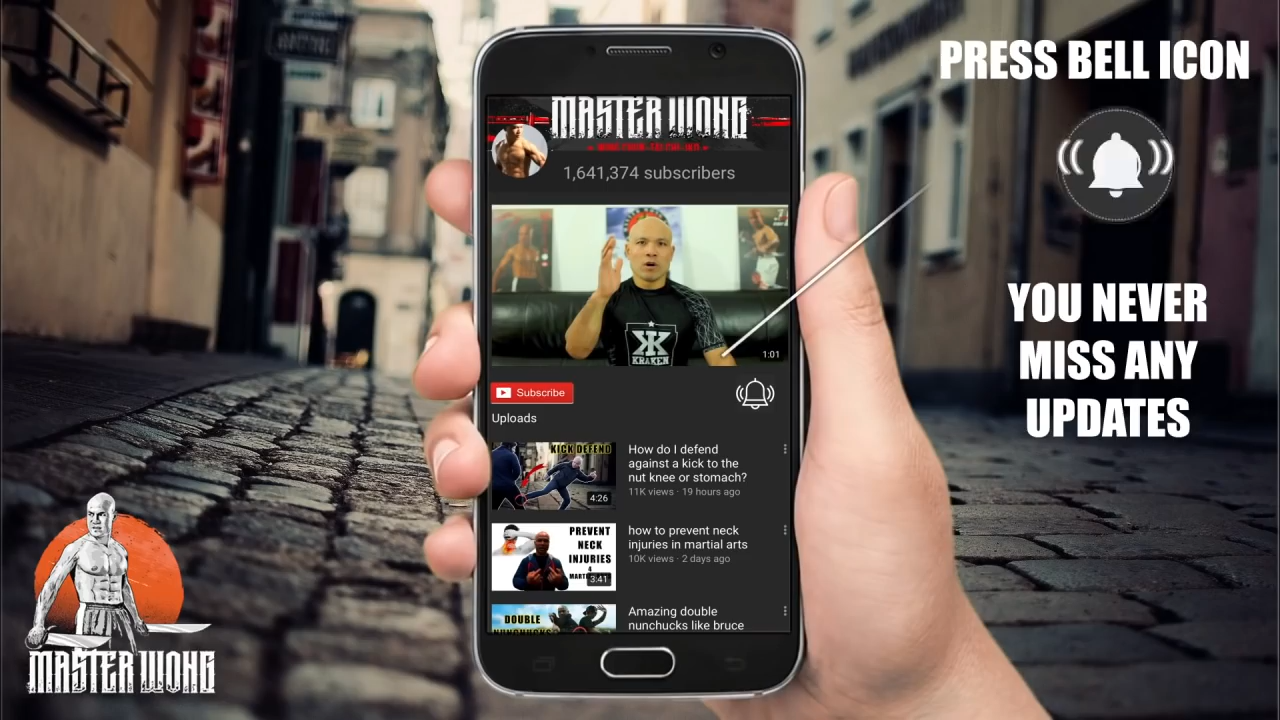 PRESS BELL ICON
YOU NEVER
MISS ANY
UPDATES
MASTER WONG
1,641,374 subscribers
KRAKEN
1:01
Subscribe
Uploads
KICK DEFEND
4:26
How do I defend
against a kick to the
nut knee or stomach?
11K views · 19 hours ago
PREVENT
NECK
INJURIES
4
3:41
how to prevent neck
injuries in martial arts
10K views · 2 days ago
DOUBLE
NUNCHUCKS
Amazing double
nunchucks like bruce
MASTER WONG